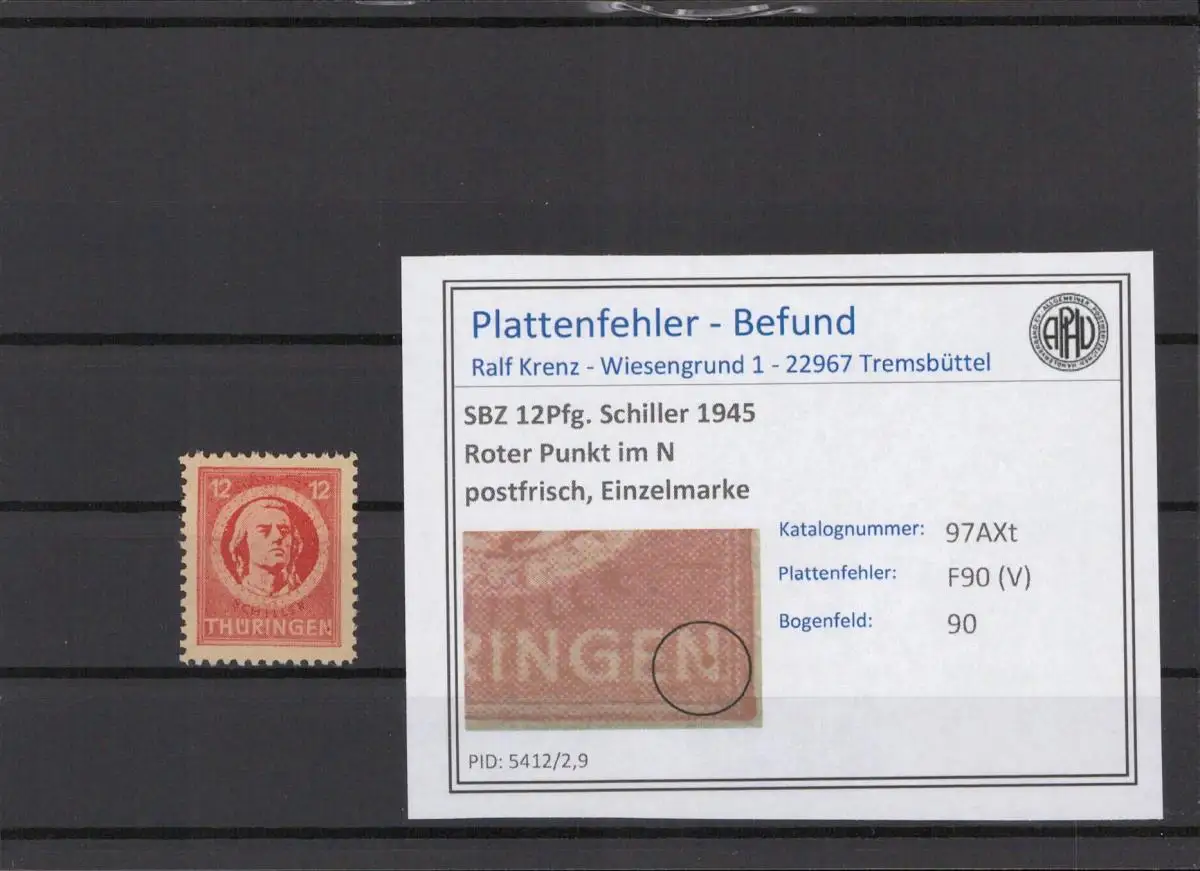 12 12
SCHILLER
THÜRINGEN
Plattenfehler - Befund
Ralf Krenz - Wiesengrund 1 - 22967 Tremsbüttel
APHV
SBZ 12Pfg. Schiller 1945
Roter Punkt im N
postfrisch, Einzelmarke
Katalognummer: 97AXt
Plattenfehler: F90 (V)
Bogenfeld: 90
RINGEN
PID: 5412/2,9